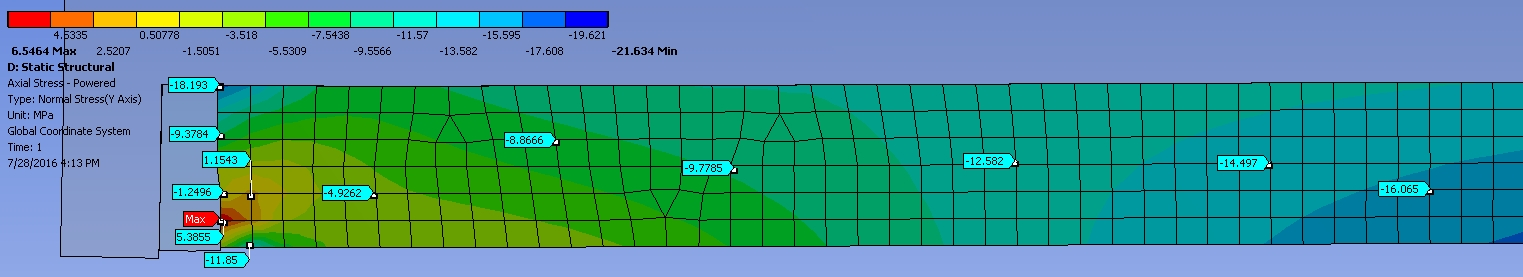 4.5335 0.50778 -3.518 -7.5438 -11.57 -15.595 -19.621
6.5464 Max 2.5207 -1.5051 -5.5309 -9.5566 -13.582 -17.608 -21.634 Min
D: Static Structural
Axial Stress - Powered
Type: Normal Stress(Y Axis)
Unit: MPa
Global Coordinate System
Time: 1
7/28/2016 4:13 PM
-18.193
-9.3784
-8.8666
1.1543
-9.7785
-12.582
-14.497
-1.2496
-4.9262
-16.065
Max
5.3855
-11.85